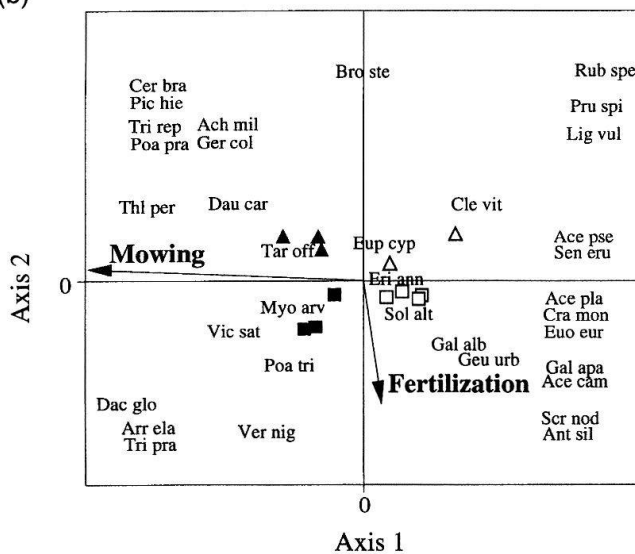 (b)
Bro ste
Rub spe
Cer bra
Pic hie
Pru spi
Tri rep
Ach mil
Lig vul
Poa pra
Ger col
Thl per
Dau car
Cle vit
Ace pse
Tar off
Eup cyp
Sen eru
Mowing
Eri ann
0
Axis 2
Myo arv
Sol alt
Ace pla
Cra mon
Vic sat
Euo eur
Gal alb
Geu urb
Poa tri
Gal apa
Fertilization
Ace cam
Dac glo
Arr ela
Ver nig
Scr nod
Tri pra
Ant sil
0
Axis 1